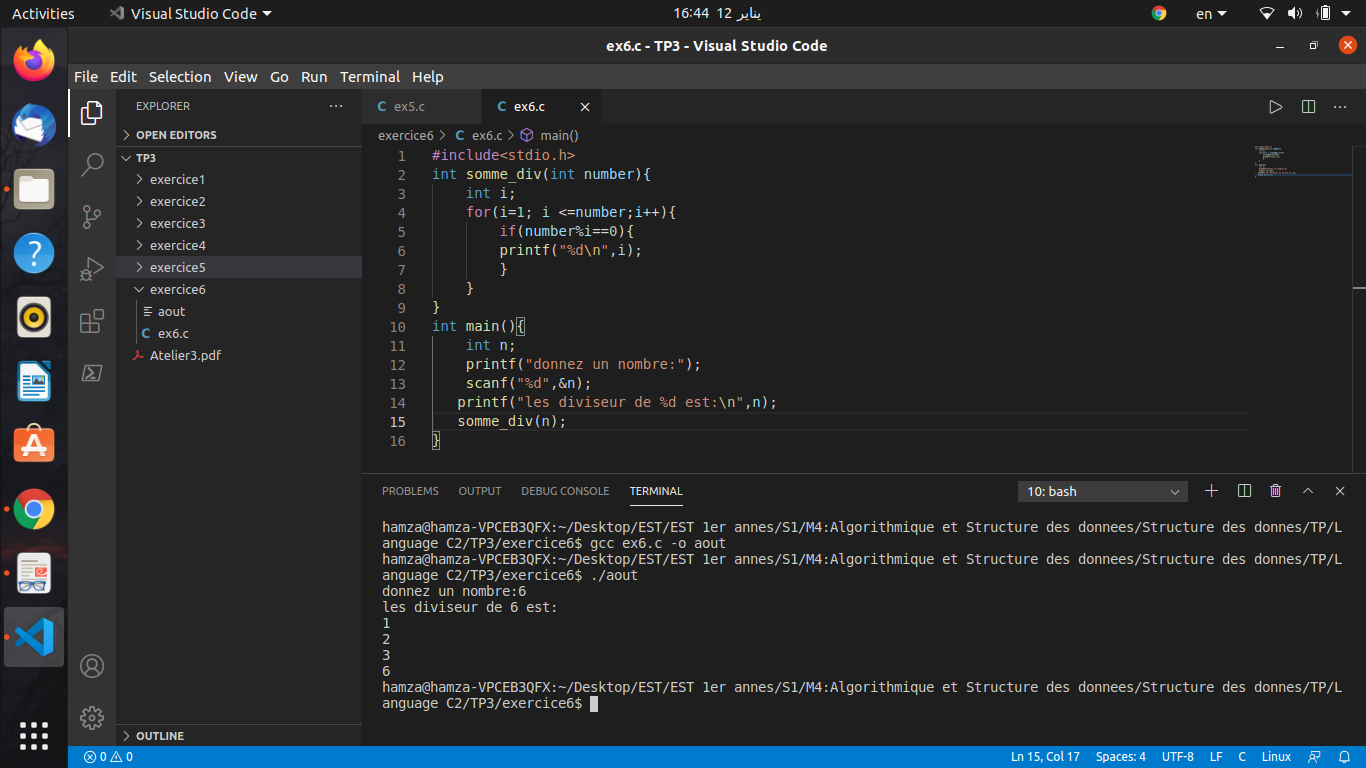 Activities Visual Studio Code 16:44 12 يناير en
ex6.c - TP3 - Visual Studio Code
File Edit Selection View Go Run Terminal Help
EXPLORER
OPEN EDITORS
TP3
exercice1
exercice2
exercice3
exercice4
exercice5
exercice6
aout
C ex6.c
Atelier3.pdf
OUTLINE
C ex5.c C ex6.c
exercice6 > C ex6.c > main()
1 #include<stdio.h>
2 int somme_div(int number){
3 int i;
4 for(i=1; i <=number;i++){
5 if(number%i==0){
6 printf("%d\n",i);
7 }
8 }
9 }
10 int main(){
11 int n;
12 printf("donnez un nombre:");
13 scanf("%d",&n);
14 printf("les diviseur de %d est:\n",n);
15 somme_div(n);
16 }
PROBLEMS OUTPUT DEBUG CONSOLE TERMINAL 10: bash
hamza@hamza-VPCEB3QFX:~/Desktop/EST/EST 1er annes/S1/M4:Algorithmique et Structure des donnees/Structure des donnes/TP/L
anguage C2/TP3/exercice6$ gcc ex6.c -o aout
hamza@hamza-VPCEB3QFX:~/Desktop/EST/EST 1er annes/S1/M4:Algorithmique et Structure des donnees/Structure des donnes/TP/L
anguage C2/TP3/exercice6$ ./aout
donnez un nombre:6
les diviseur de 6 est:
1
2
3
6
hamza@hamza-VPCEB3QFX:~/Desktop/EST/EST 1er annes/S1/M4:Algorithmique et Structure des donnees/Structure des donnes/TP/L
anguage C2/TP3/exercice6$
0 0 Ln 15, Col 17 Spaces: 4 UTF-8 LF C Linux